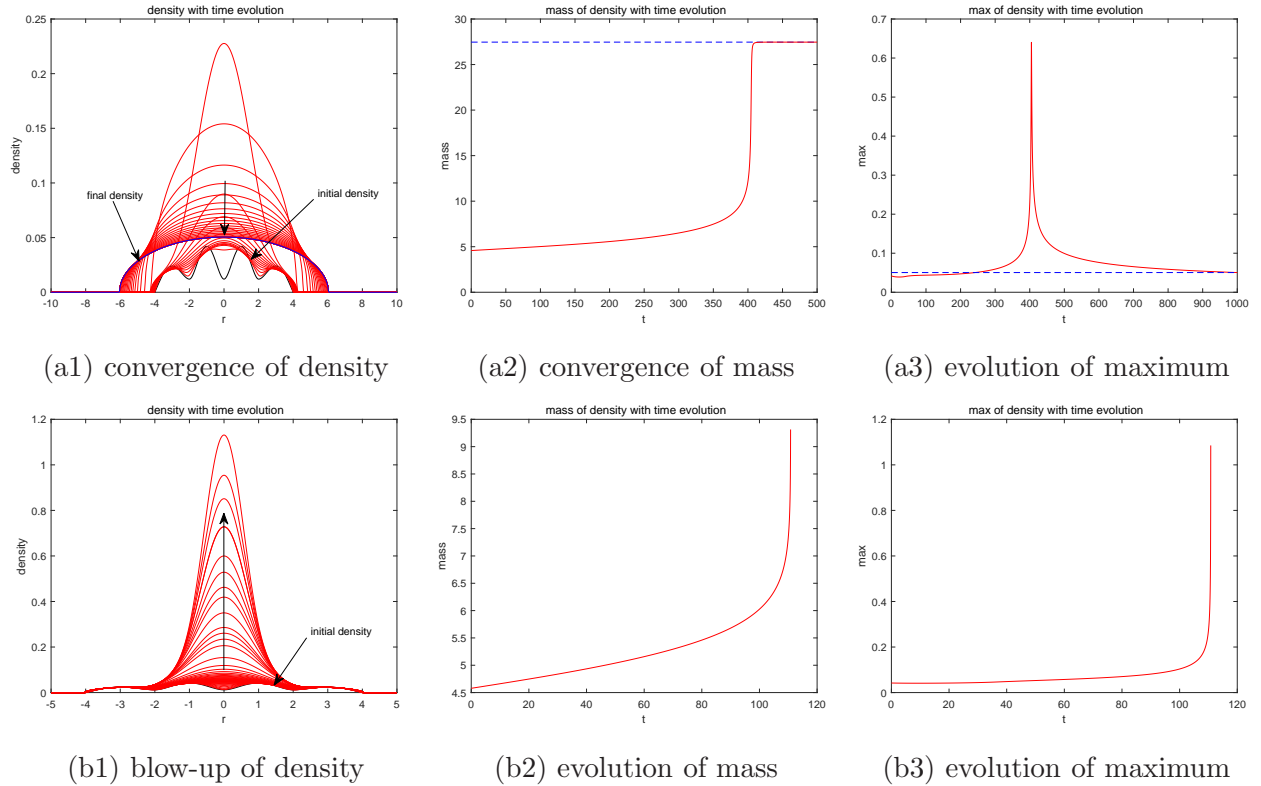 density with time evolution
0.25
0.2
0.15
0.1
0.05
0
density
final density
initial density
-10 -8 -6 -4 -2 0 2 4 6 8 10
r
(a1) convergence of density
mass of density with time evolution
30
25
20
15
10
5
0
mass
0 50 100 150 200 250 300 350 400 450 500
t
(a2) convergence of mass
max of density with time evolution
0.7
0.6
0.5
0.4
0.3
0.2
0.1
0
max
0 100 200 300 400 500 600 700 800 900 1000
t
(a3) evolution of maximum
density with time evolution
1.2
1
0.8
0.6
0.4
0.2
0
density
initial density
-5 -4 -3 -2 -1 0 1 2 3 4 5
r
(b1) blow-up of density
mass of density with time evolution
9.5
9
8.5
8
7.5
7
6.5
6
5.5
5
4.5
mass
0 20 40 60 80 100 120
t
(b2) evolution of mass
max of density with time evolution
1.2
1
0.8
0.6
0.4
0.2
0
max
0 20 40 60 80 100 120
t
(b3) evolution of maximum